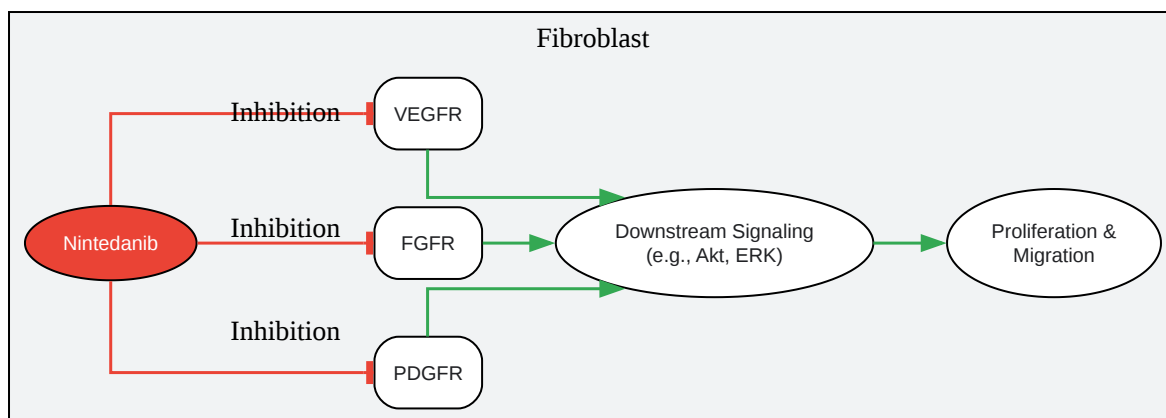 Fibroblast
Inhibition
VEGFR
Nintedanib
Inhibition
FGFR
Downstream Signaling
(e.g., Akt, ERK)
Proliferation &
Migration
Inhibition
PDGFR